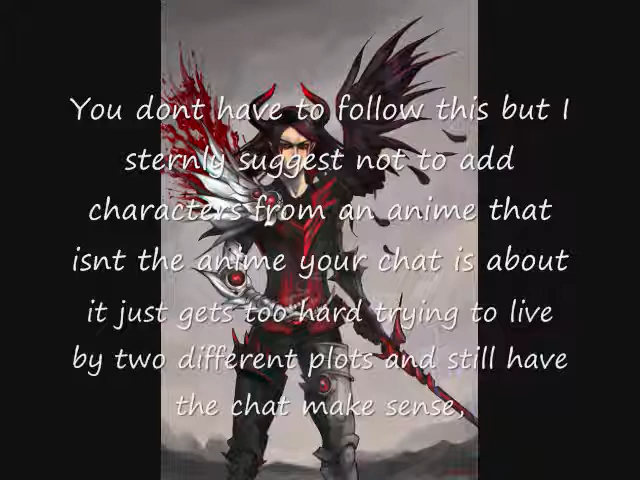 You dont have to follow this but I
sternly suggest not to add
characters from an anime that
isnt the anime your chat is about
it just gets too hard trying to live
by two different plots and still have
the chat make sense,